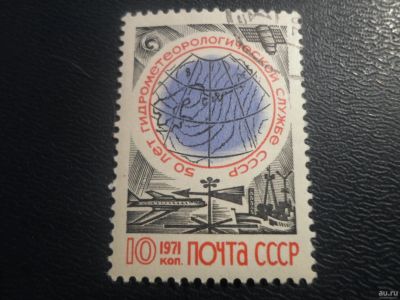 50 ЛЕТ ГИДРОМЕТЕОРОЛОГИЧЕСКОЙ СЛУЖБЕ СССР
10 1971 КОП. ПОЧТА СССР
au.ru